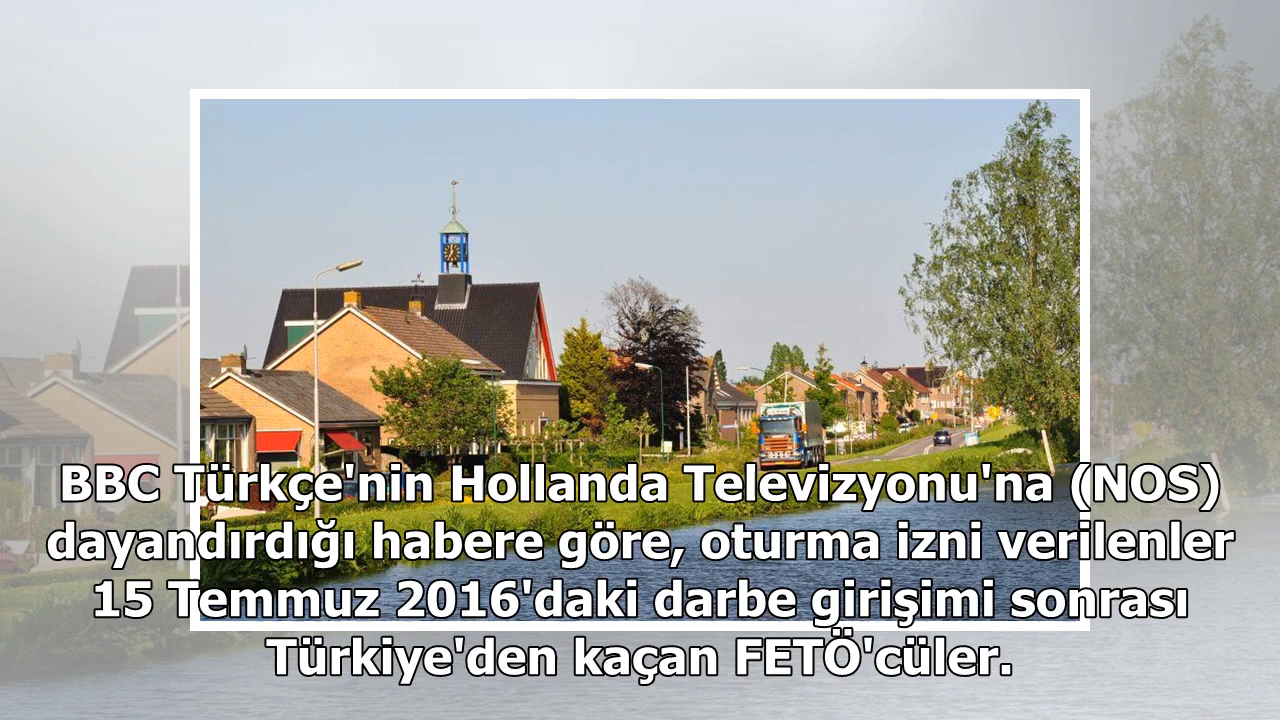 BBC Türkçe'nin Hollanda Televizyonu'na (NOS)
dayandırdığı habere göre, oturma izni verilenler
15 Temmuz 2016'daki darbe girişimi sonrası
Türkiye'den kaçan FETÖ'cüler.